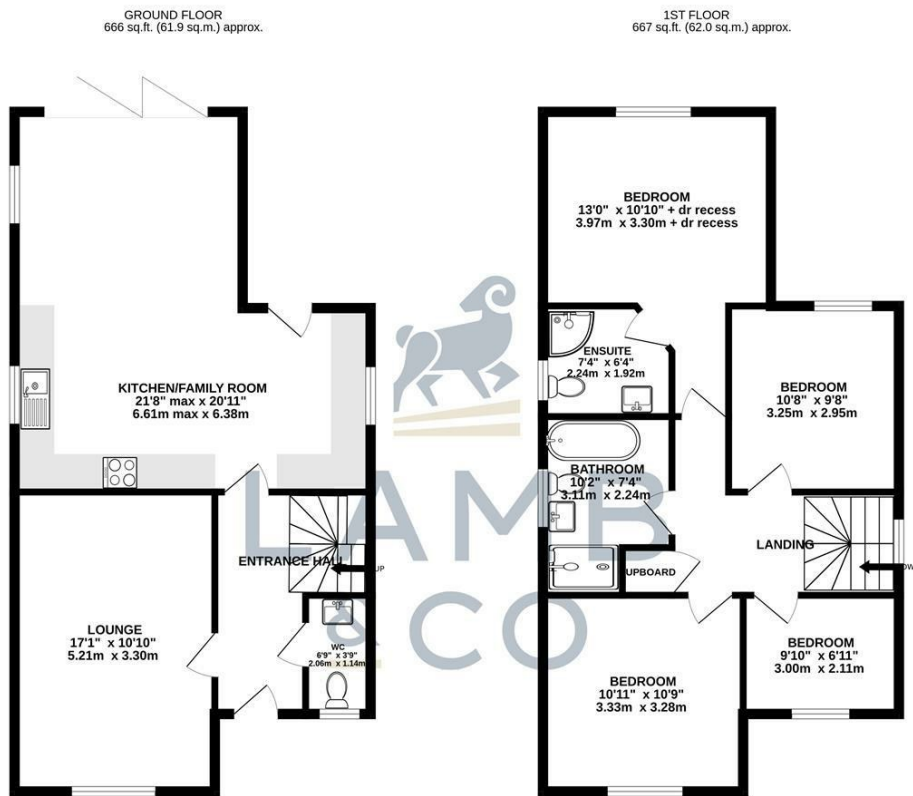 GROUND FLOOR
666 sq.ft. (61.9 sq.m.) approx.
1ST FLOOR
667 sq.ft. (62.0 sq.m.) approx.
KITCHEN/FAMILY ROOM
21'8" max x 20'11"
6.61m max x 6.38m
LOUNGE
17'1" x 10'10"
5.21m x 3.30m
ENTRANCE HALL
UP
WC
6'9" x 3'9"
2.06m x 1.14m
BEDROOM
13'0" x 10'10" + dr recess
3.97m x 3.30m + dr recess
ENSUITE
7'4" x 6'4"
2.24m x 1.92m
BEDROOM
10'8" x 9'8"
3.25m x 2.95m
BATHROOM
10'2" x 7'4"
3.11m x 2.24m
UPBOARD
LANDING
OW
BEDROOM
10'11" x 10'9"
3.33m x 3.28m
BEDROOM
9'10" x 6'11"
3.00m x 2.11m
LAMB
& CO